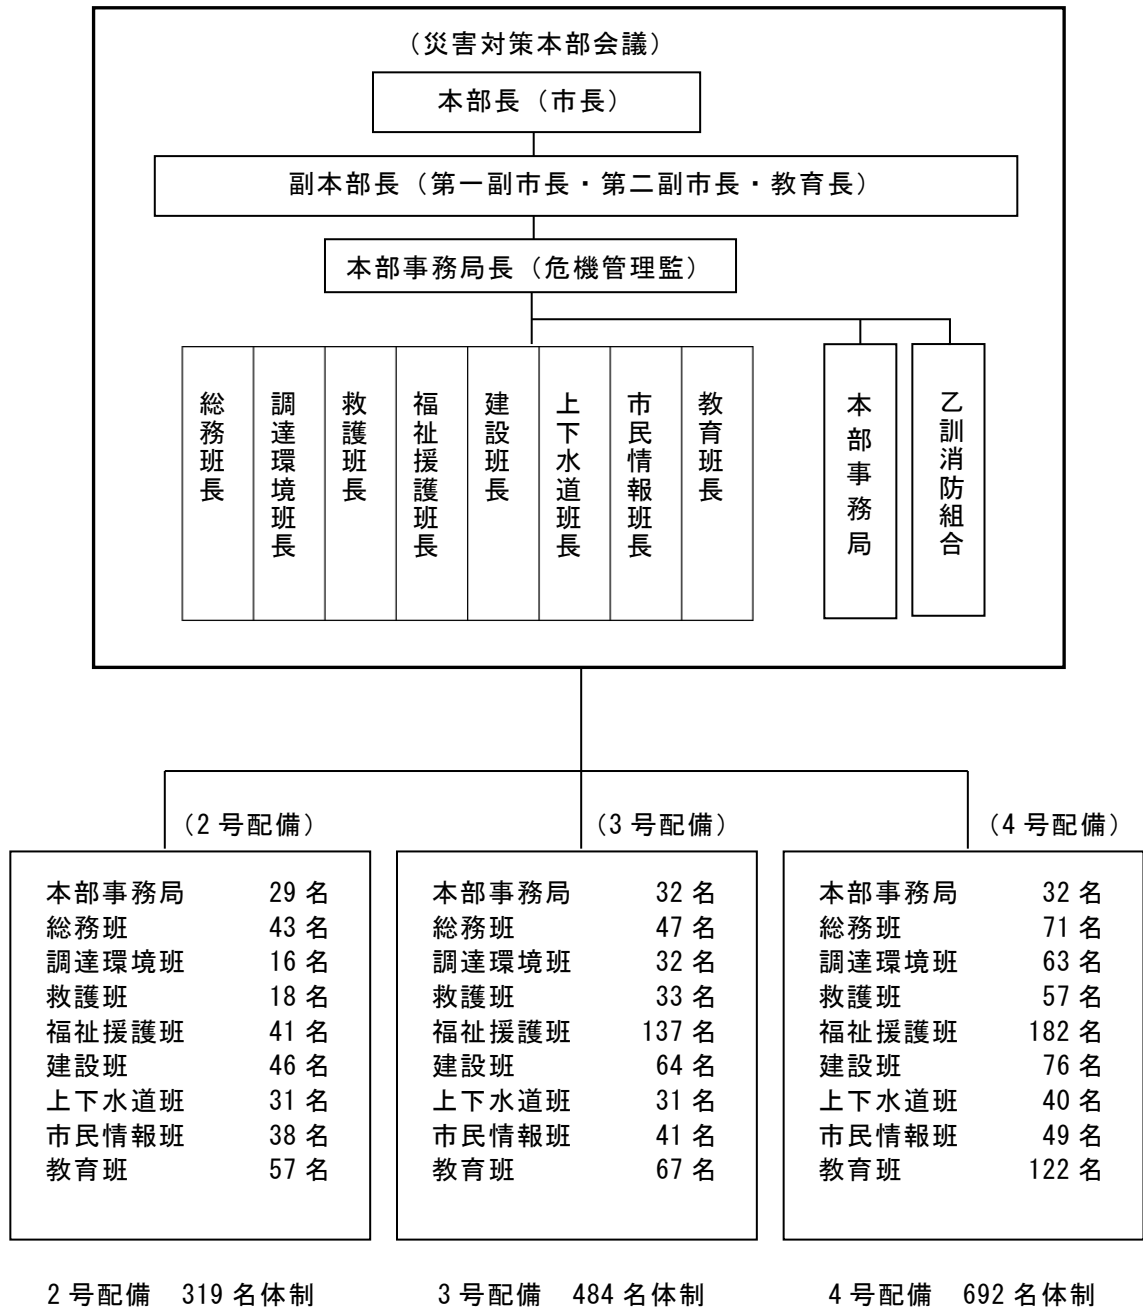 （災害対策本部会議）
本部長（市長）
副本部長（第一副市長・第二副市長・教育長）
本部事務局長（危機管理監）
総務班長
調達環境班長
救護班長
福祉援護班長
建設班長
上下水道班長
市民情報班長
教育班長
本部事務局
乙訓消防組合
（2号配備）
本部事務局 29名
総務班 43名
調達環境班 16名
救護班 18名
福祉援護班 41名
建設班 46名
上下水道班 31名
市民情報班 38名
教育班 57名
2号配備 319名体制
（3号配備）
本部事務局 32名
総務班 47名
調達環境班 32名
救護班 33名
福祉援護班 137名
建設班 64名
上下水道班 31名
市民情報班 41名
教育班 67名
3号配備 484名体制
（4号配備）
本部事務局 32名
総務班 71名
調達環境班 63名
救護班 57名
福祉援護班 182名
建設班 76名
上下水道班 40名
市民情報班 49名
教育班 122名
4号配備 692名体制